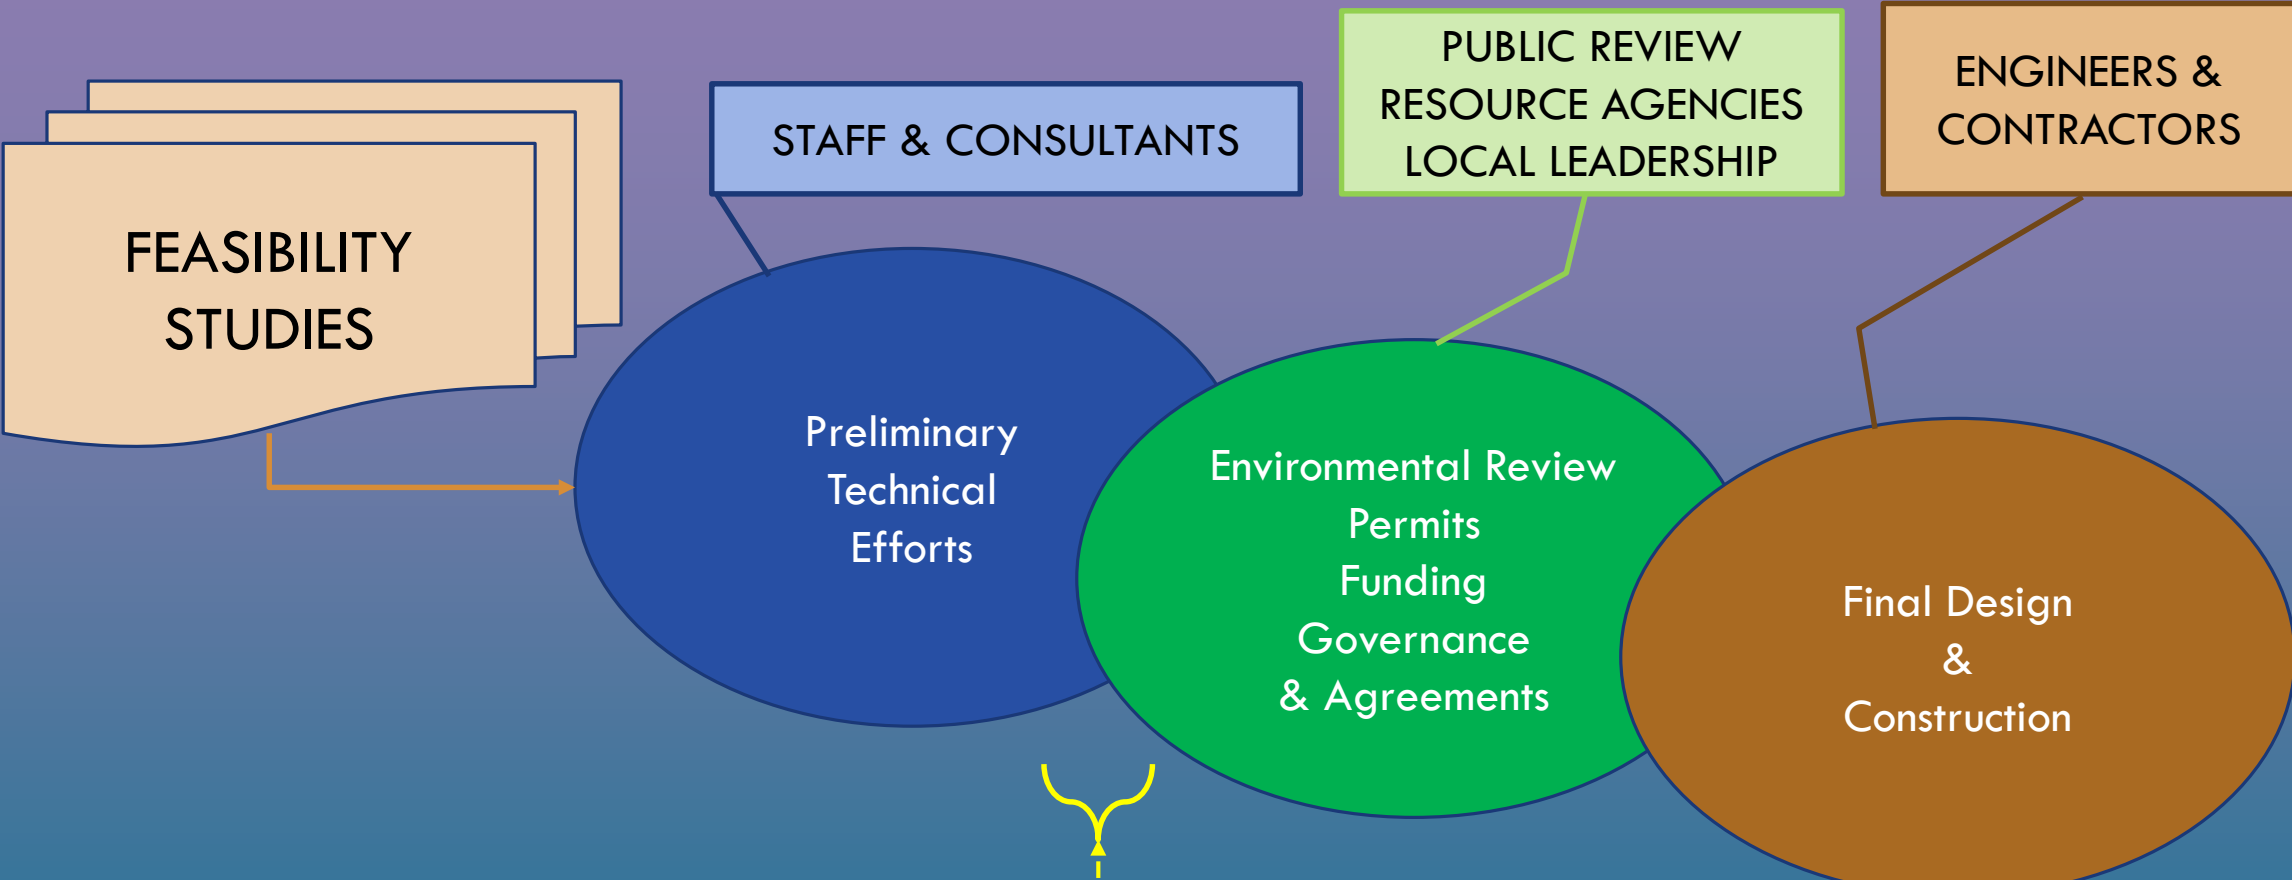 FEASIBILITY
STUDIES
STAFF & CONSULTANTS
PUBLIC REVIEW
RESOURCE AGENCIES
LOCAL LEADERSHIP
ENGINEERS &
CONTRACTORS
Preliminary
Technical
Efforts
Environmental Review
Permits
Funding
Governance
& Agreements
Final Design
&
Construction